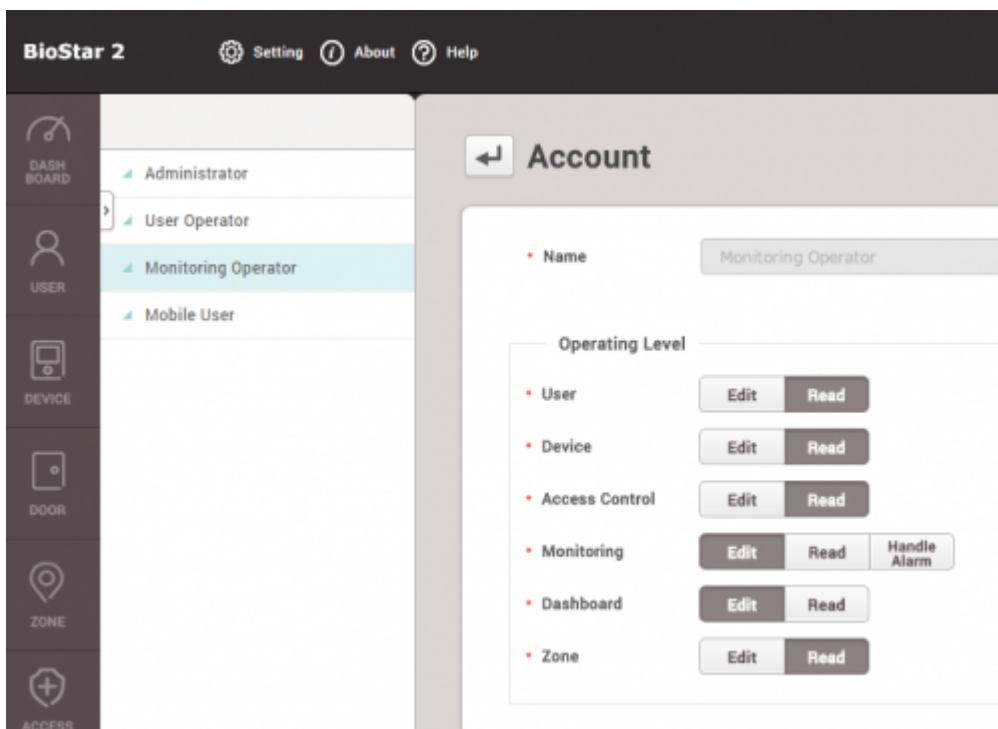 BioStar 2 Setting About Help
DASH
BOARD
USER
DEVICE
DOOR
ZONE
ACCESS
Administrator
User Operator
Monitoring Operator
Mobile User
Account
Name Monitoring Operator
Operating Level
User Edit Read
Device Edit Read
Access Control Edit Read
Monitoring Edit Read Handle
Alarm
Dashboard Edit Read
Zone Edit Read